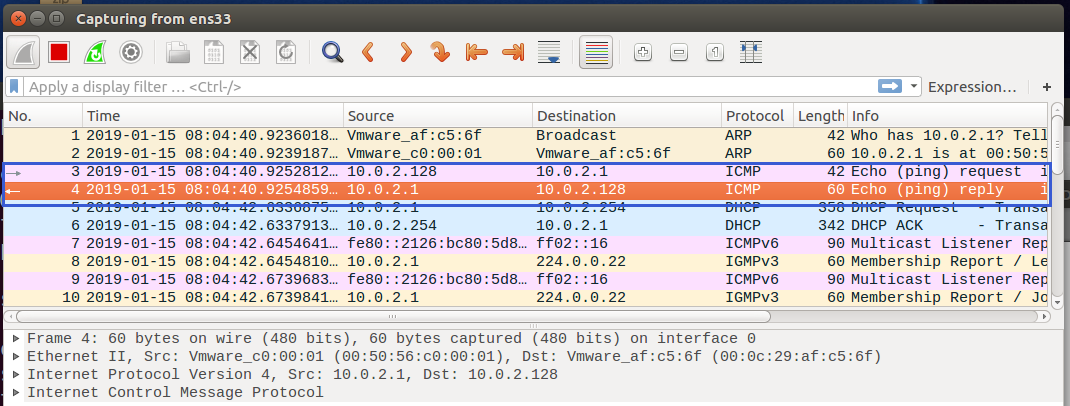 zip
Capturing from ens33
Apply a display filter … <Ctrl-/>
Expression…
+
No. Time Source Destination Protocol Length Info
1 2019-01-15 08:04:40.9236018… Vmware_af:c5:6f Broadcast ARP 42 Who has 10.0.2.1? Tell
2 2019-01-15 08:04:40.9239187… Vmware_c0:00:01 Vmware_af:c5:6f ARP 60 10.0.2.1 is at 00:50:5
3 2019-01-15 08:04:40.9252812… 10.0.2.128 10.0.2.1 ICMP 42 Echo (ping) request i
4 2019-01-15 08:04:40.9254859… 10.0.2.1 10.0.2.128 ICMP 60 Echo (ping) reply i
5 2019-01-15 08:04:42.6336875… 10.0.2.1 10.0.2.254 DHCP 358 DHCP Request - Transa
6 2019-01-15 08:04:42.6337913… 10.0.2.254 10.0.2.1 DHCP 342 DHCP ACK - Transa
7 2019-01-15 08:04:42.6454641… fe80::2126:bc80:5d8… ff02::16 ICMPv6 90 Multicast Listener Rep
8 2019-01-15 08:04:42.6454810… 10.0.2.1 224.0.0.22 IGMPv3 60 Membership Report / Le
9 2019-01-15 08:04:42.6739683… fe80::2126:bc80:5d8… ff02::16 ICMPv6 90 Multicast Listener Rep
10 2019-01-15 08:04:42.6739841… 10.0.2.1 224.0.0.22 IGMPv3 60 Membership Report / Jo
Frame 4: 60 bytes on wire (480 bits), 60 bytes captured (480 bits) on interface 0
Ethernet II, Src: Vmware_c0:00:01 (00:50:56:c0:00:01), Dst: Vmware_af:c5:6f (00:0c:29:af:c5:6f)
Internet Protocol Version 4, Src: 10.0.2.1, Dst: 10.0.2.128
Internet Control Message Protocol